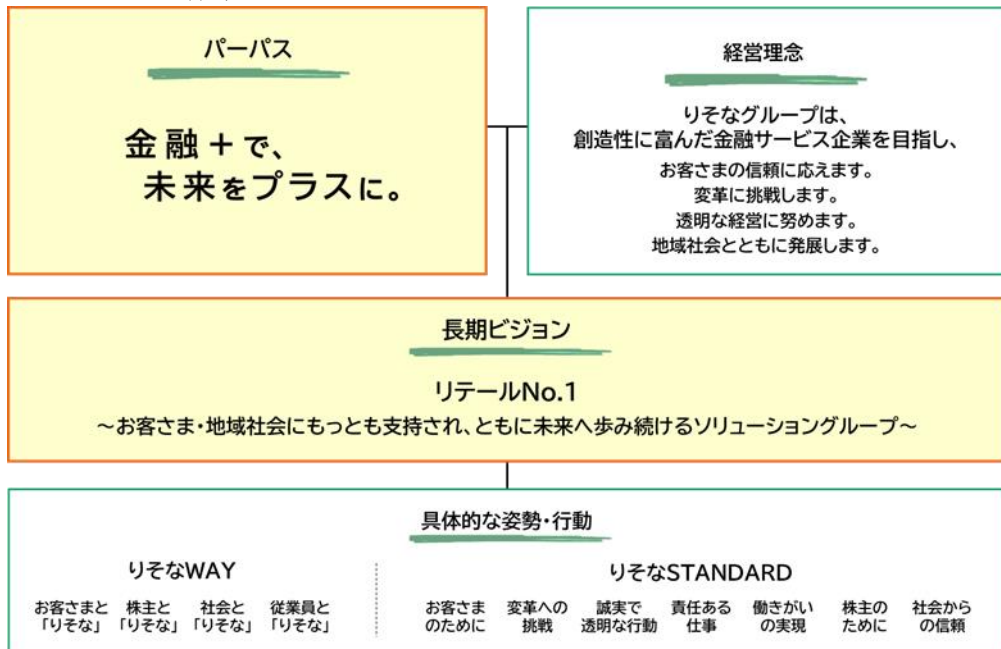 パーパス
金融＋で、
未来をプラスに。
経営理念
りそなグループは、
創造性に富んだ金融サービス企業を目指し、
お客さまの信頼に応えます。
変革に挑戦します。
透明な経営に努めます。
地域社会とともに発展します。
長期ビジョン
リテールNo.1
～お客さま・地域社会にもっとも支持され、ともに未来へ歩み続けるソリューショングループ～
具体的な姿勢・行動
りそなWAY
お客さまと
「りそな」
株主と
「りそな」
社会と
「りそな」
従業員と
「りそな」
りそなSTANDARD
お客さま
のために
変革への
挑戦
誠実で
透明な行動
責任ある
仕事
働きがい
の実現
株主の
ために
社会から
の信頼